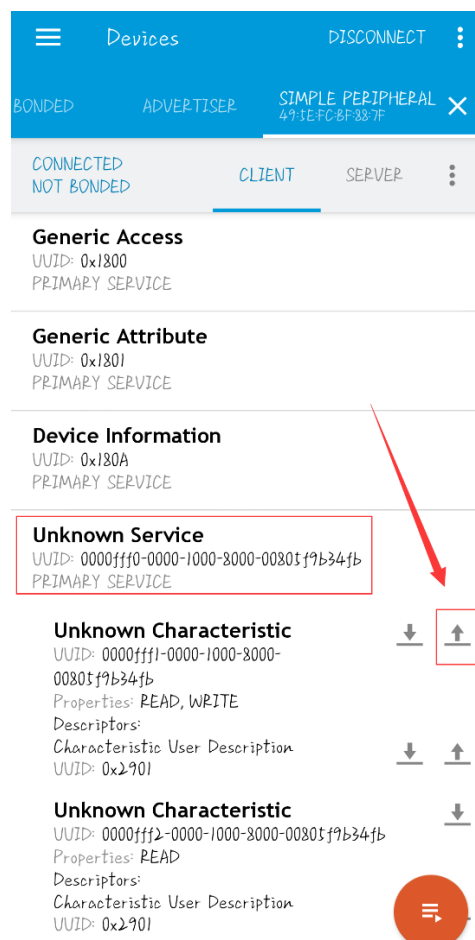 Devices
DISCONNECT
BONDED
ADVERTISER
SIMPLE PERIPHERAL
49:5E:FC:BF:88:7F
CONNECTED
NOT BONDED
CLIENT
SERVER
Generic Access
UUID: 0x1800
PRIMARY SERVICE
Generic Attribute
UUID: 0x1801
PRIMARY SERVICE
Device Information
UUID: 0x180A
PRIMARY SERVICE
Unknown Service
UUID: 0000fff0-0000-1000-8000-00805f9b34fb
PRIMARY SERVICE
Unknown Characteristic
UUID: 0000fff1-0000-1000-8000-
00805f9b34fb
Properties: READ, WRITE
Descriptors:
Characteristic User Description
UUID: 0x2901
Unknown Characteristic
UUID: 0000fff2-0000-1000-8000-00805f9b34fb
Properties: READ
Descriptors:
Characteristic User Description
UUID: 0x2901